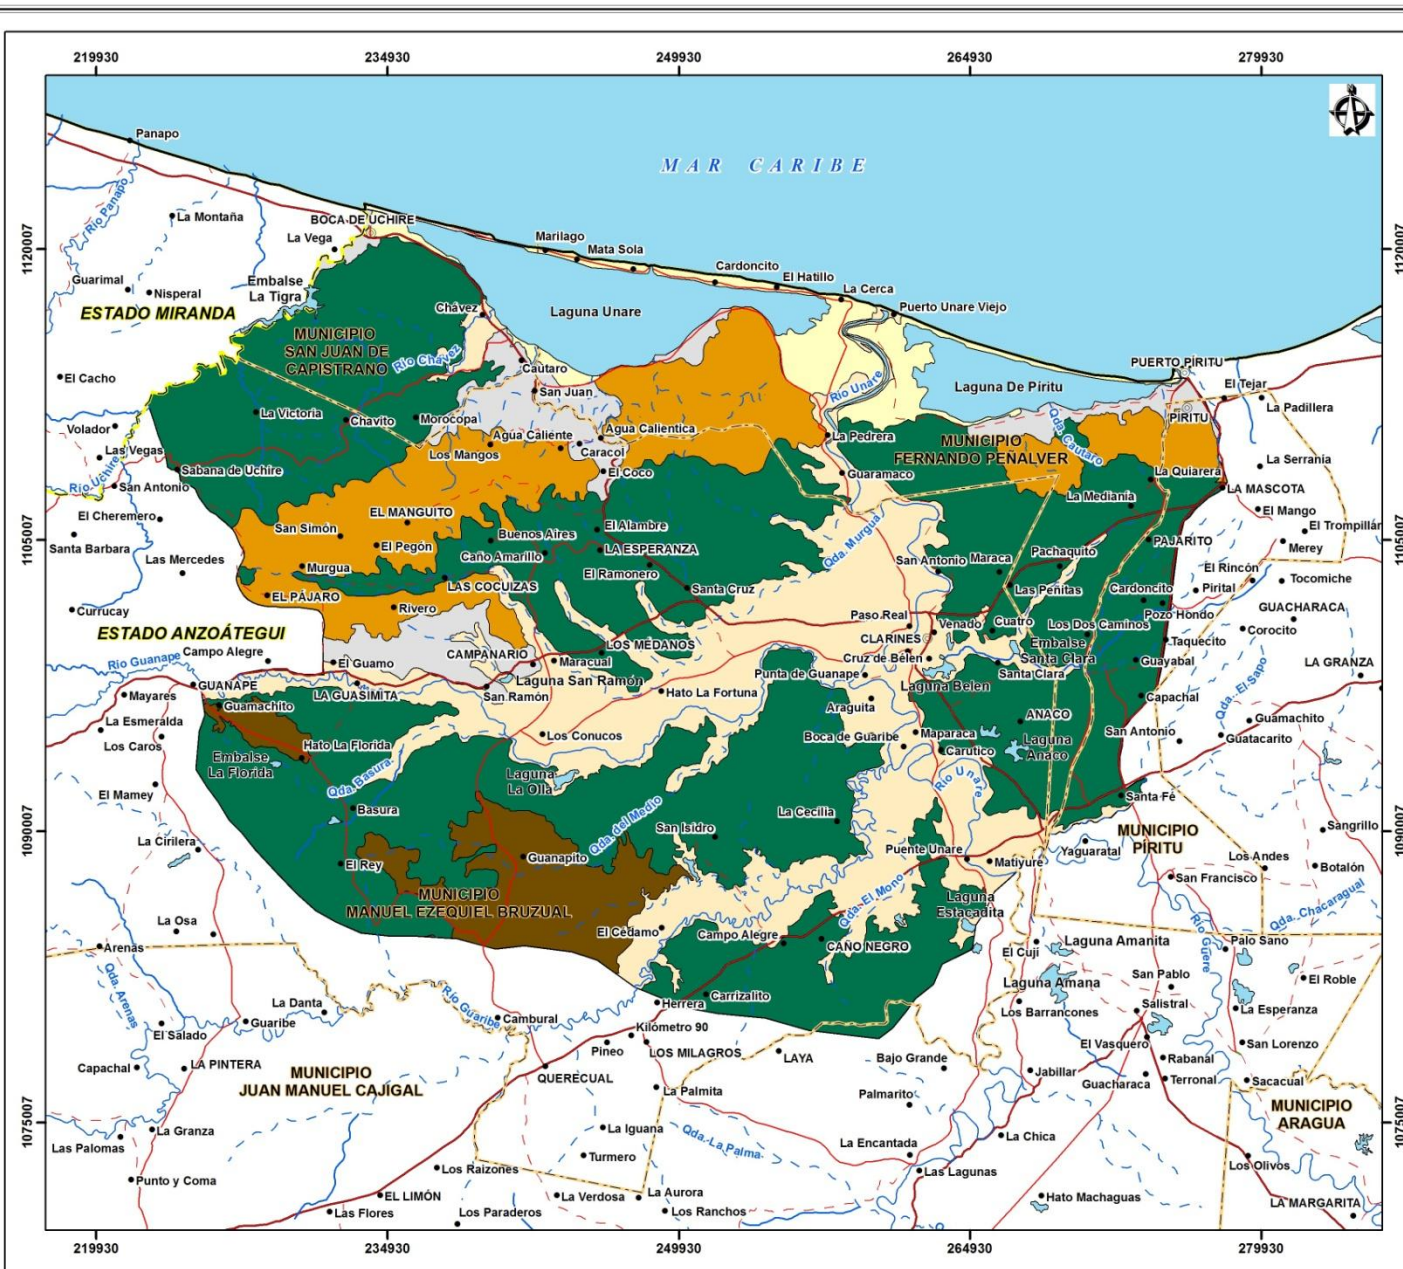 219930 234930 249930 264930 279930
Panapo
MAR CARIBE
Río Panapo
La Montaña
BOCA DE UCHIRE
La Vega
1120007
1120007
Marilago
Mata Sola
Cardoncito
El Hatillo
La Cerca
Puerto Unare Viejo
Guarimal
Nisperal
Embalse
La Tigra
ESTADO MIRANDA
Chávez
Laguna Unare
MUNICIPIO
SAN JUAN DE
CAPISTRANO
Río Chávez
Cautaro
San Juan
Río Unare
Laguna De Píritu
PUERTO PÍRITU
El Tejar
La Padillera
PÍRITU
El Cacho
La Victoria
Chavito
Morocopa
Volador
Las Vegas
Río Uchire
San Antonio
Sabana de Uchire
Los Mangos
Agua Caliente
Agua Calientica
Caracol
El Coco
La Pedrera
Guaramaco
MUNICIPIO
FERNANDO PEÑALVER
Qda. Cautaro
La Quiarera
La Serranía
LA MASCOTA
La Medianía
El Mango
El Trompillar
El Cheremero
Santa Barbara
San Simón
EL MANGUITO
El Pegón
Buenos Aires
Caño Amarillo
El Alambre
LA ESPERANZA
El Ramonero
Qda. Murgua
1105007
1105007
PAJARITO
Merey
Las Mercedes
Murgua
EL PÁJARO
LAS COCUIZAS
Rivero
Santa Cruz
San Antonio
Maraca
Pachaquito
Las Peñitas
Cardoncito
El Rincón
Pirital
Tocomiche
Currucay
ESTADO ANZOÁTEGUI
Paso Real
CLARINES
Venado
Cuatro
Los Dos Caminos
Pozo Hondo
Taquecito
GUACHARACA
Corocito
Río Guanape
Campo Alegre
El Guamo
CAMPANARIO
Maracual
LOS MÉDANOS
Laguna San Ramón
Cruz de Belén
Embalse
Santa Clara
Santa Clara
Guayabal
LA GRANZA
Mayares
GUANAPE
Guamachito
LA GUASIMITA
San Ramón
Hato La Fortuna
Punta de Guanape
Laguna Belen
Araguita
Capachal
Qda. El Sapo
La Esmeralda
Los Caros
Hato La Florida
Embalse
La Florida
Los Conucos
Boca de Guaribe
Maparaca
Carutico
ANACO
Laguna
Anaco
San Antonio
Guamachito
Guatacarito
Qda. Basura
Laguna
La Olla
Río Unare
El Mamey
Basura
Qda. del Medio
La Cecilia
Santa Fé
1090007
1090007
La Cirilera
San Isidro
MUNICIPIO
PÍRITU
Sangrillo
El Rey
Guanapito
Puente Unare
Matiyure
Yaguaratal
Los Andes
Botalón
MUNICIPIO
MANUEL EZEQUIEL BRUZUAL
Qda. El Mono
Laguna
Estacadita
San Francisco
Qda. Chacaragual
La Osa
Arenas
El Cédamo
Campo Alegre
CAÑO NEGRO
El Cují
Laguna Amanita
Río Güere
Palo Sano
Qda. Arenas
Laguna Amana
San Pablo
El Roble
La Danta
Río Guaribe
Carrizalito
Herrera
Los Barrancones
Salistral
La Esperanza
El Salado
Guaribe
Cambural
Kilómetro 90
Pineo
LOS MILAGROS
El Vasquero
San Lorenzo
Capachal
LA PINTERA
MUNICIPIO
JUAN MANUEL CAJIGAL
QUERECUAL
LAYA
Bajo Grande
Jabillar
Rabanal
Guacharaca
Terronal
Sacacual
La Palmita
Palmarito
MUNICIPIO
ARAGUA
1075007
1075007
La Granza
Las Palomas
La Iguana
Qda. La Palma
La Encantada
La Chica
Turmero
Los Olivos
Punto y Coma
Los Raizones
Las Lagunas
EL LIMÓN
La Verdosa
La Aurora
Hato Machaguas
LA MARGARITA
Las Flores
Los Paraderos
Los Ranchos
219930 234930 249930 264930 279930